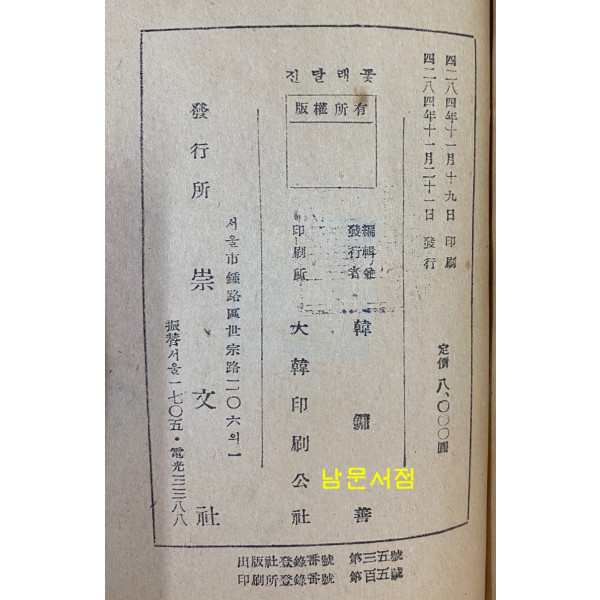 四二八四年十一月十九日 印刷
四二八四年十一月二十一日 發行
定價 八、〇〇〇圓
진달래꽃
版權所有
編輯兼
發行者 韓鏞善
印刷所 大韓印刷公社
서울市鍾路區世宗路二〇六의一
發行所 崇文社
振替서울一七〇五・電光三三八八
出版社登錄番號 第三五號
印刷所登錄番號 第百五號
남문서점